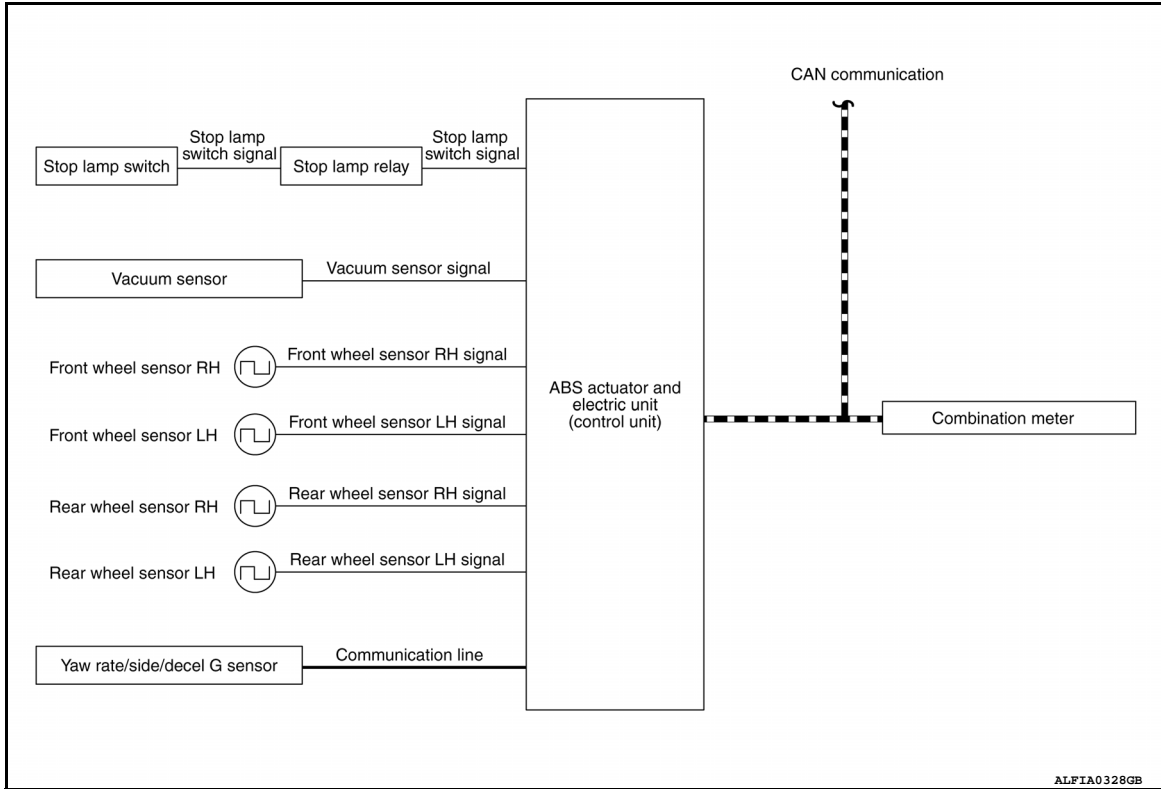 CAN communication
Stop lamp
switch signal
Stop lamp
switch signal
Stop lamp switch
Stop lamp relay
Vacuum sensor
Vacuum sensor signal
Front wheel sensor RH
Front wheel sensor RH signal
ABS actuator and
electric unit
(control unit)
Front wheel sensor LH
Front wheel sensor LH signal
Combination meter
Rear wheel sensor RH
Rear wheel sensor RH signal
Rear wheel sensor LH
Rear wheel sensor LH signal
Yaw rate/side/decel G sensor
Communication line
ALFIA0328GB